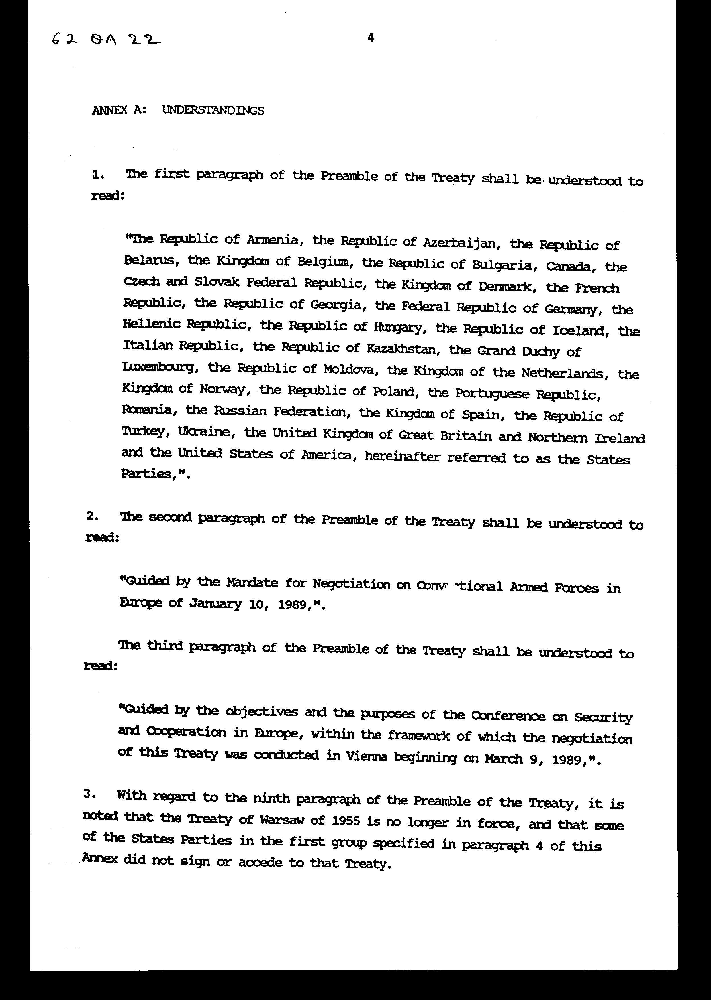 62 OA 22
4
ANNEX A: UNDERSTANDINGS
1. The first paragraph of the Preamble of the Treaty shall be understood to
read:
"The Republic of Armenia, the Republic of Azerbaijan, the Republic of
Belarus, the Kingdom of Belgium, the Republic of Bulgaria, Canada, the
Czech and Slovak Federal Republic, the Kingdom of Denmark, the French
Republic, the Republic of Georgia, the Federal Republic of Germany, the
Hellenic Republic, the Republic of Hungary, the Republic of Iceland, the
Italian Republic, the Republic of Kazakhstan, the Grand Duchy of
Luxembourg, the Republic of Moldova, the Kingdom of the Netherlands, the
Kingdom of Norway, the Republic of Poland, the Portuguese Republic,
Romania, the Russian Federation, the Kingdom of Spain, the Republic of
Turkey, Ukraine, the United Kingdom of Great Britain and Northern Ireland
and the United States of America, hereinafter referred to as the States
Parties,".
2. The second paragraph of the Preamble of the Treaty shall be understood to
read:
"Guided by the Mandate for Negotiation on Armed Forces in
Europe of January 10, 1989,".
The third paragraph of the Preamble of the Treaty shall be understood to
read:
"Guided by the objectives and the purposes of the Conference on Security
and Cooperation in Europe, within the framework of which the negotiation
of this Treaty was conducted in Vienna beginning on March 9, 1989,".
3. With regard to the ninth paragraph of the Preamble of the Treaty, it is
noted that the Treaty of Warsaw of 1955 is no longer in force, and that some
of the States Parties in the first group specified in paragraph 4 of this
Annex did not sign or accede to that Treaty.